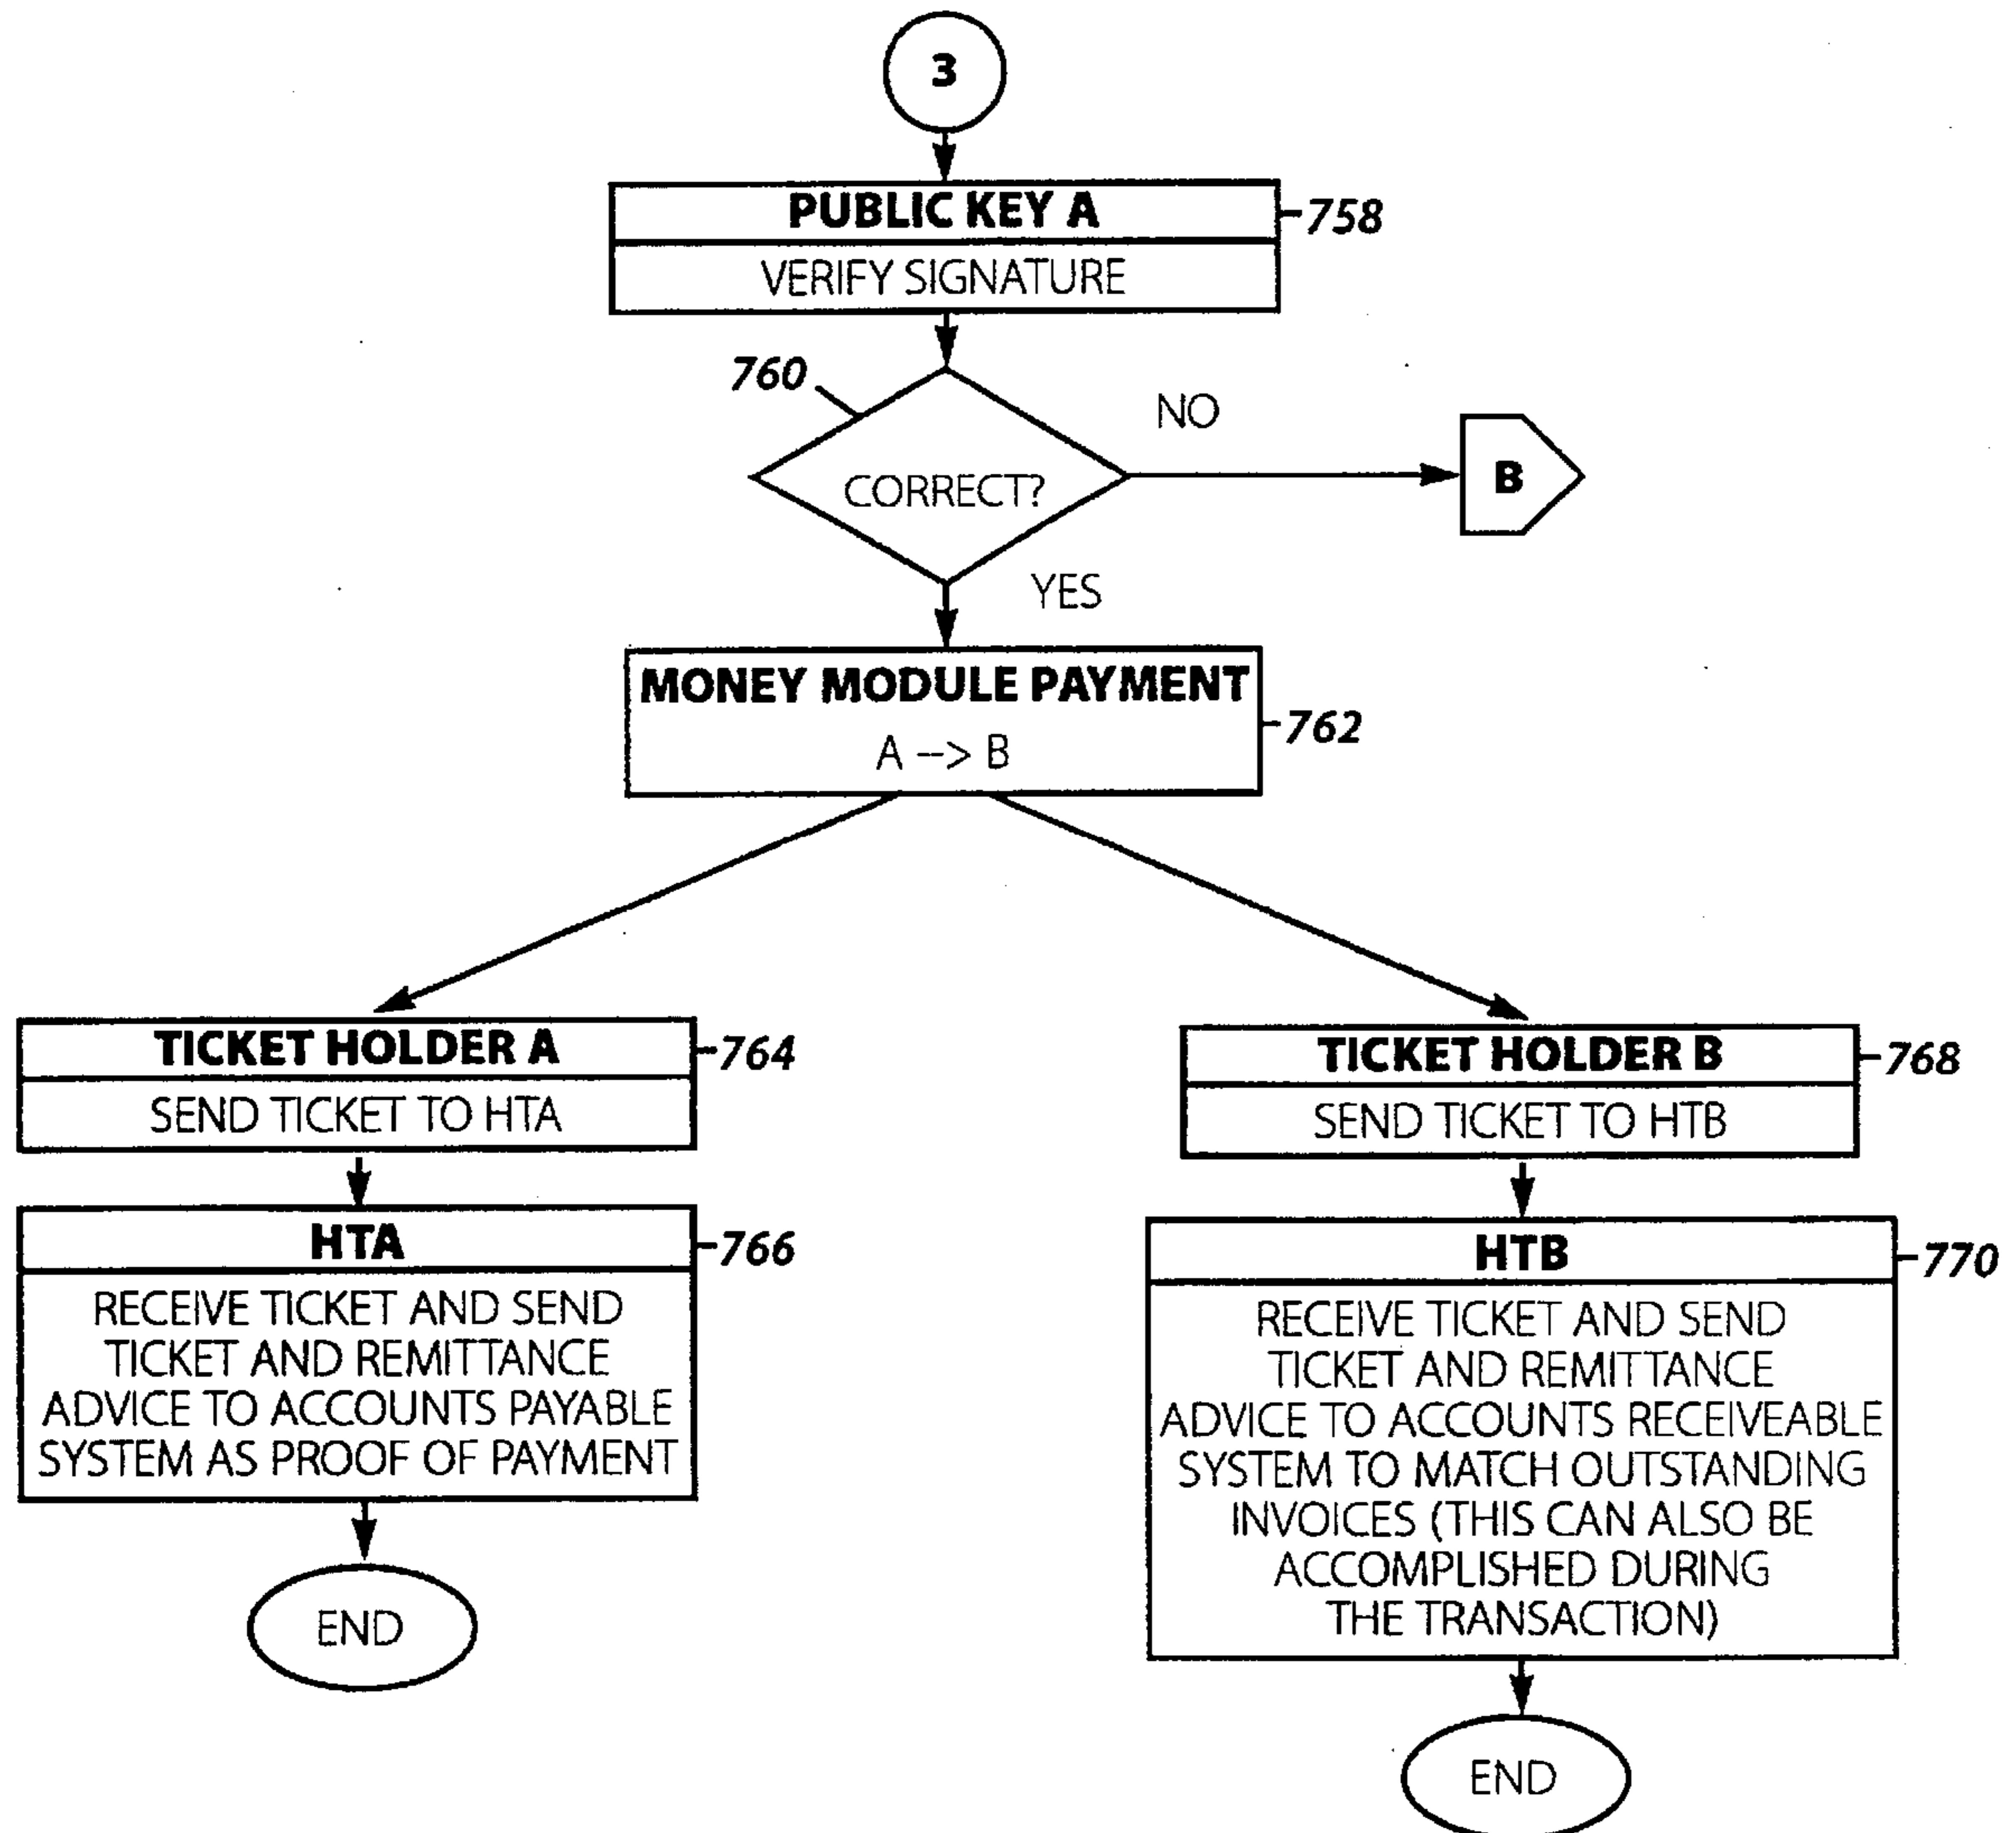 3
PUBLIC KEY A
758
VERIFY SIGNATURE
760
NO
CORRECT?
B
YES
MONEY MODULE PAYMENT
762
A --> B
TICKET HOLDER A
764
SEND TICKET TO HTA
HTA
766
RECEIVE TICKET AND SEND
TICKET AND REMITTANCE
ADVICE TO ACCOUNTS PAYABLE
SYSTEM AS PROOF OF PAYMENT
END
TICKET HOLDER B
768
SEND TICKET TO HTB
HTB
770
RECEIVE TICKET AND SEND
TICKET AND REMITTANCE
ADVICE TO ACCOUNTS RECEIVEABLE
SYSTEM TO MATCH OUTSTANDING
INVOICES (THIS CAN ALSO BE
ACCOMPLISHED DURING
THE TRANSACTION)
END